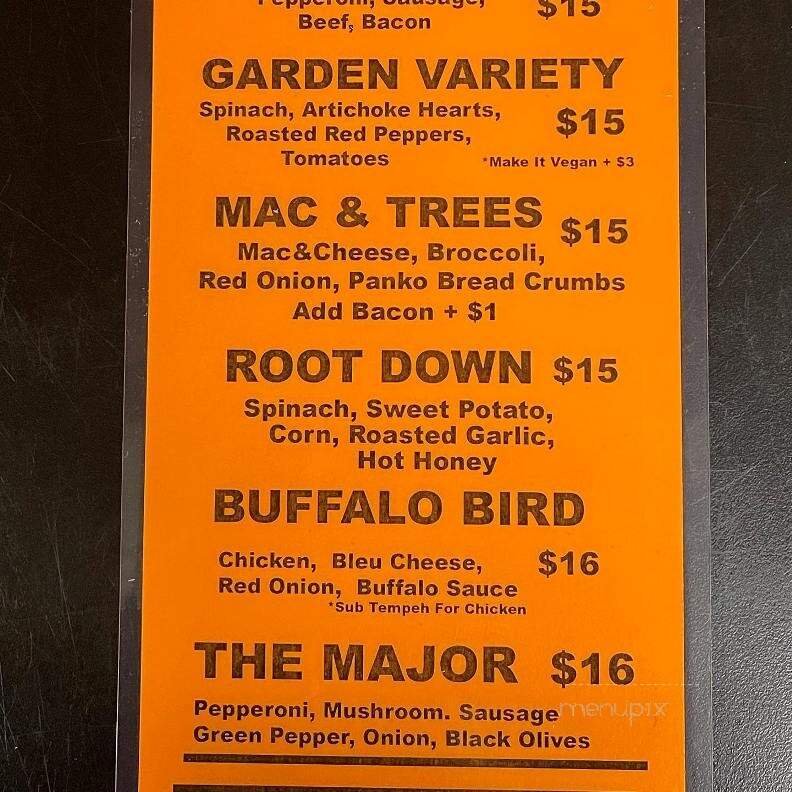 Pepperoni, Sausage, $15
Beef, Bacon
GARDEN VARIETY
Spinach, Artichoke Hearts,
Roasted Red Peppers, $15
Tomatoes *Make It Vegan + $3
MAC & TREES $15
Mac&Cheese, Broccoli,
Red Onion, Panko Bread Crumbs
Add Bacon + $1
ROOT DOWN $15
Spinach, Sweet Potato,
Corn, Roasted Garlic,
Hot Honey
BUFFALO BIRD
Chicken, Bleu Cheese, $16
Red Onion, Buffalo Sauce
*Sub Tempeh For Chicken
THE MAJOR $16
Pepperoni, Mushroom. Sausage
Green Pepper, Onion, Black Olives
menupix